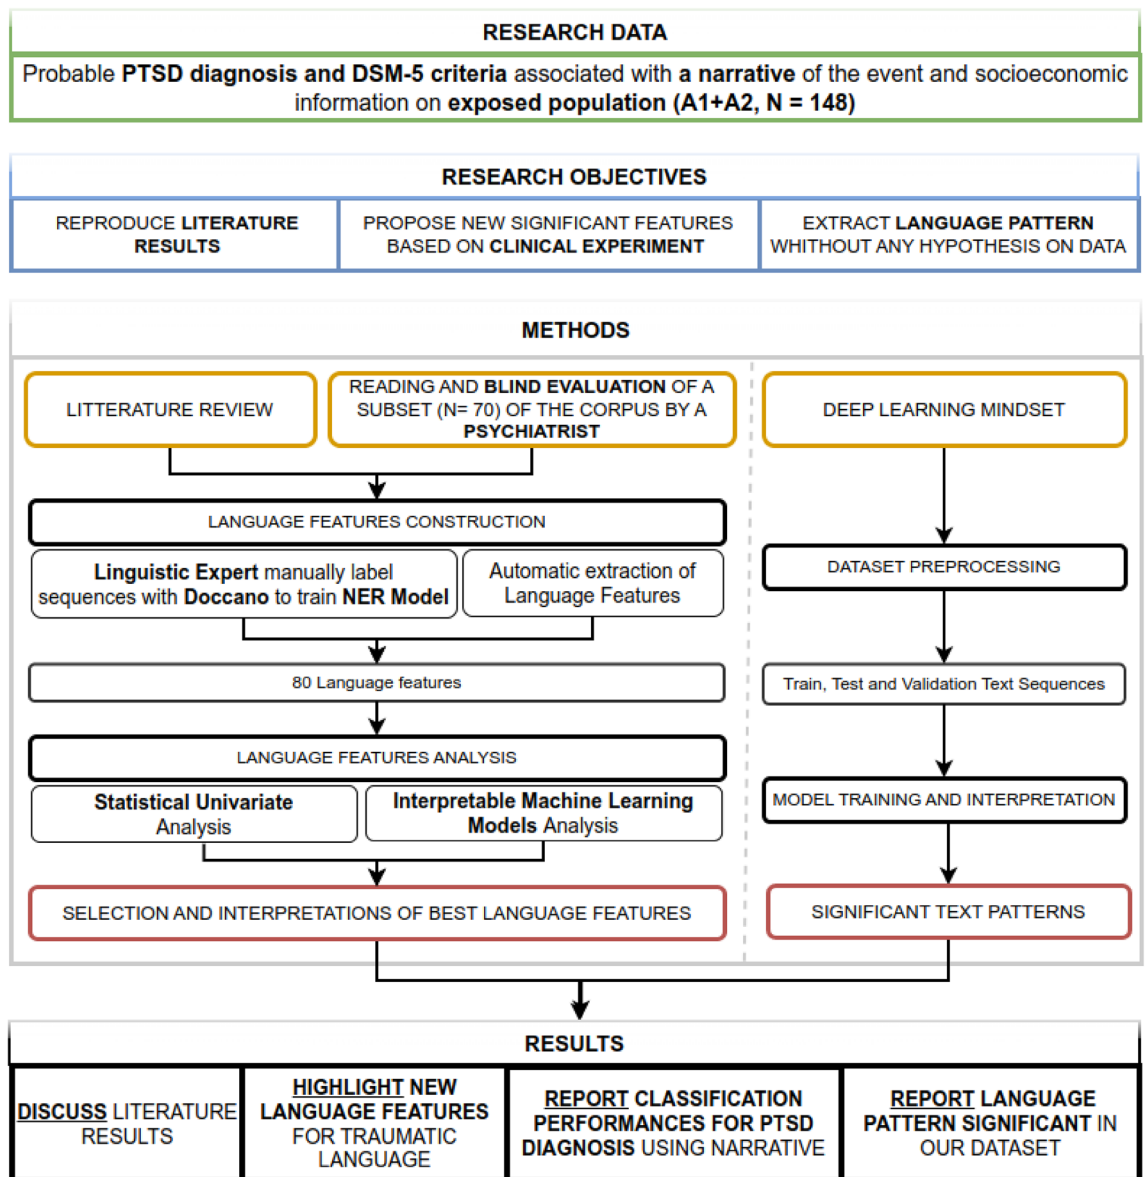 RESEARCH DATA
Probable PTSD diagnosis and DSM-5 criteria associated with a narrative of the event and socioeconomic
information on exposed population (A1+A2, N = 148)
RESEARCH OBJECTIVES
REPRODUCE LITERATURE
RESULTS
PROPOSE NEW SIGNIFICANT FEATURES
BASED ON CLINICAL EXPERIMENT
EXTRACT LANGUAGE PATTERN
WHITHOUT ANY HYPOTHESIS ON DATA
METHODS
LITTERATURE REVIEW
READING AND BLIND EVALUATION OF A
SUBSET (N= 70) OF THE CORPUS BY A
PSYCHIATRIST
DEEP LEARNING MINDSET
LANGUAGE FEATURES CONSTRUCTION
Linguistic Expert manually label
sequences with Doccano to train NER Model
Automatic extraction of
Language Features
DATASET PREPROCESSING
80 Language features
Train, Test and Validation Text Sequences
LANGUAGE FEATURES ANALYSIS
Statistical Univariate
Analysis
Interpretable Machine Learning
Models Analysis
MODEL TRAINING AND INTERPRETATION
SELECTION AND INTERPRETATIONS OF BEST LANGUAGE FEATURES
SIGNIFICANT TEXT PATTERNS
RESULTS
DISCUSS LITERATURE
RESULTS
HIGHLIGHT NEW
LANGUAGE FEATURES
FOR TRAUMATIC
LANGUAGE
REPORT CLASSIFICATION
PERFORMANCES FOR PTSD
DIAGNOSIS USING NARRATIVE
REPORT LANGUAGE
PATTERN SIGNIFICANT IN
OUR DATASET